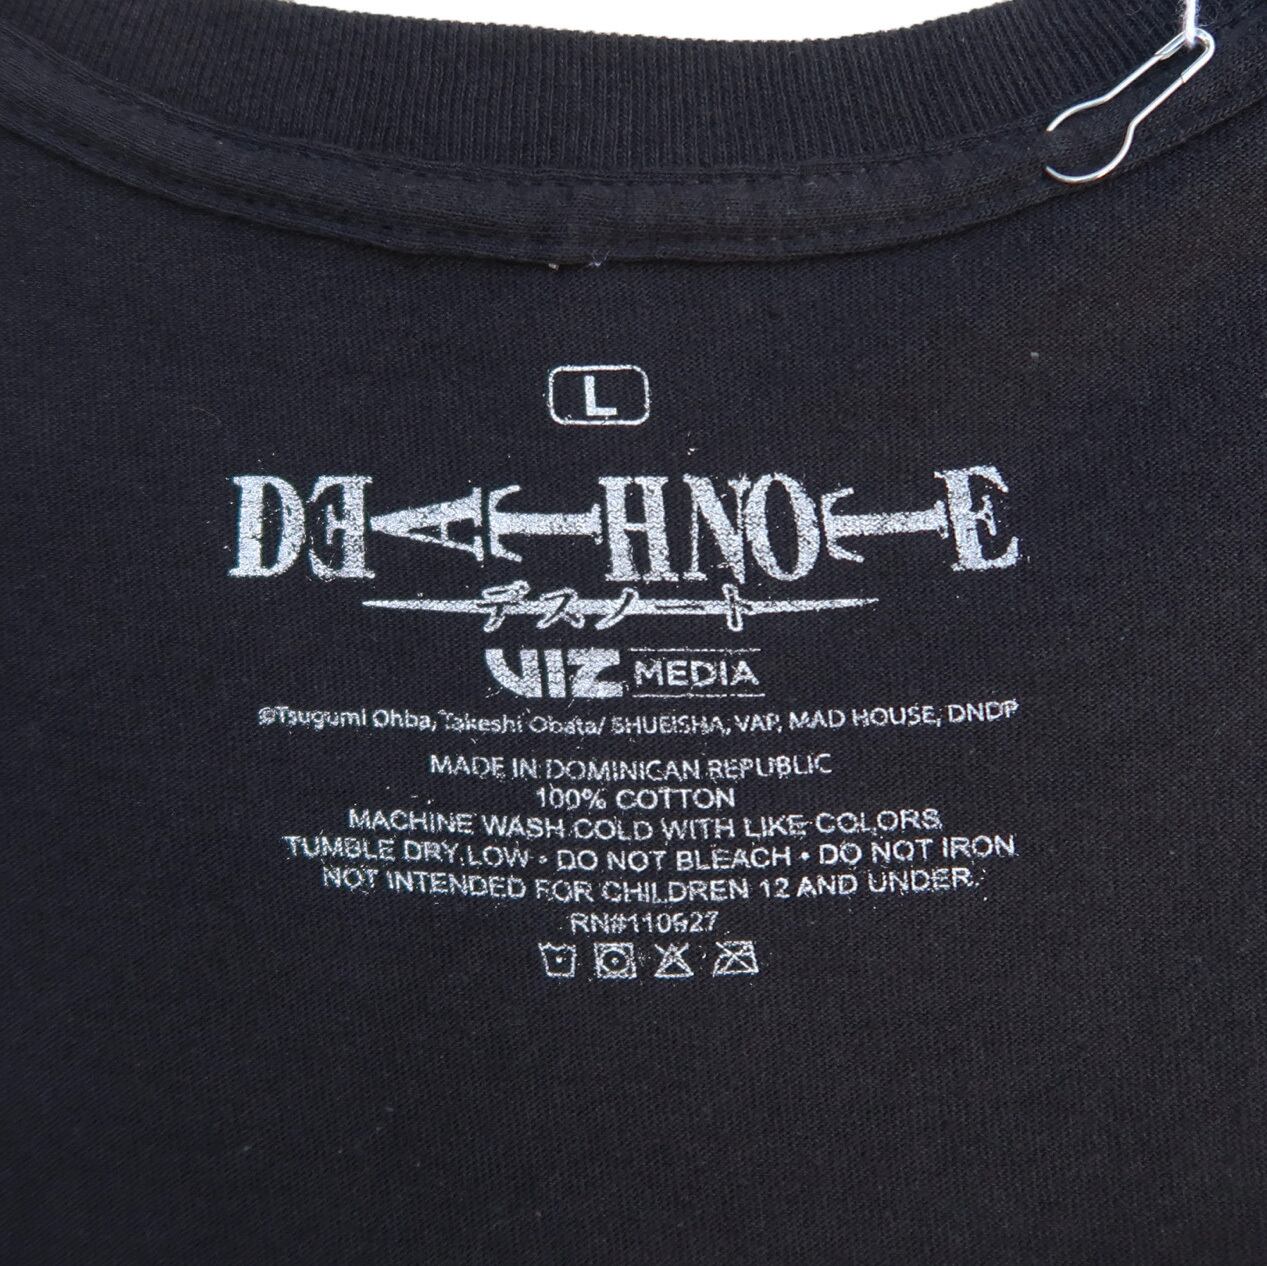 L
DEATH NOTE
デスノート
VIZ MEDIA
©Tsugumi Ohba, Takeshi Obata/ SHUEISHA, VAP, MAD HOUSE, DNDP
MADE IN DOMINICAN REPUBLIC
100% COTTON
MACHINE WASH COLD WITH LIKE COLORS
TUMBLE DRY LOW • DO NOT BLEACH • DO NOT IRON
NOT INTENDED FOR CHILDREN 12 AND UNDER.
RN#110927